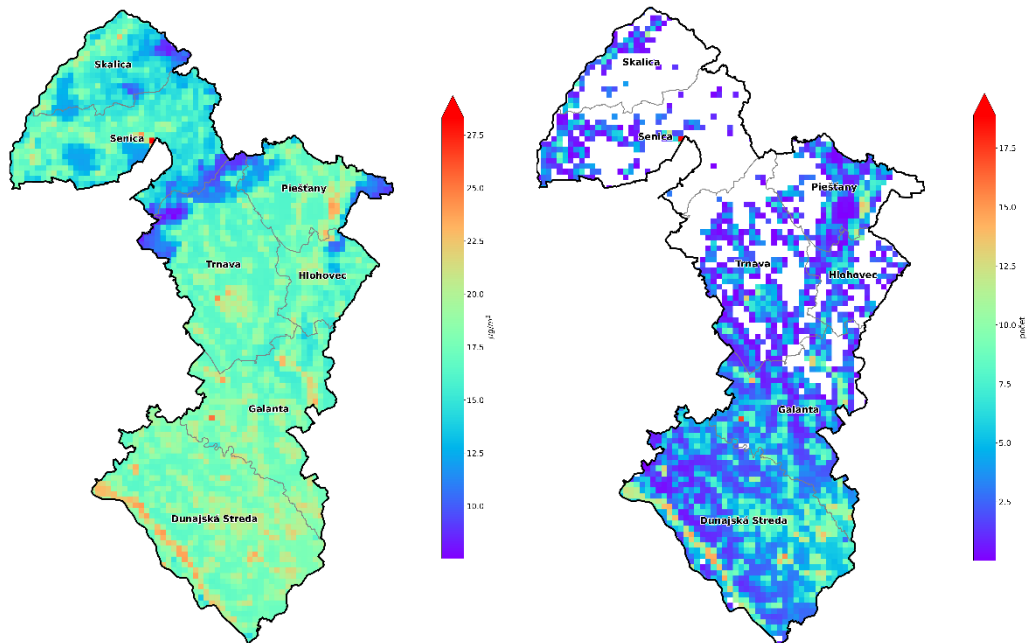 Skalica
Senica
Piešťany
Trnava
Hlohovec
Galanta
Dunajská Streda
27.5
25.0
22.5
20.0
17.5
15.0
12.5
10.0
µg/m³
Skalica
Senica
Piešťany
Trnava
Hlohovec
Galanta
Dunajská Streda
17.5
15.0
12.5
10.0
7.5
5.0
2.5
počet